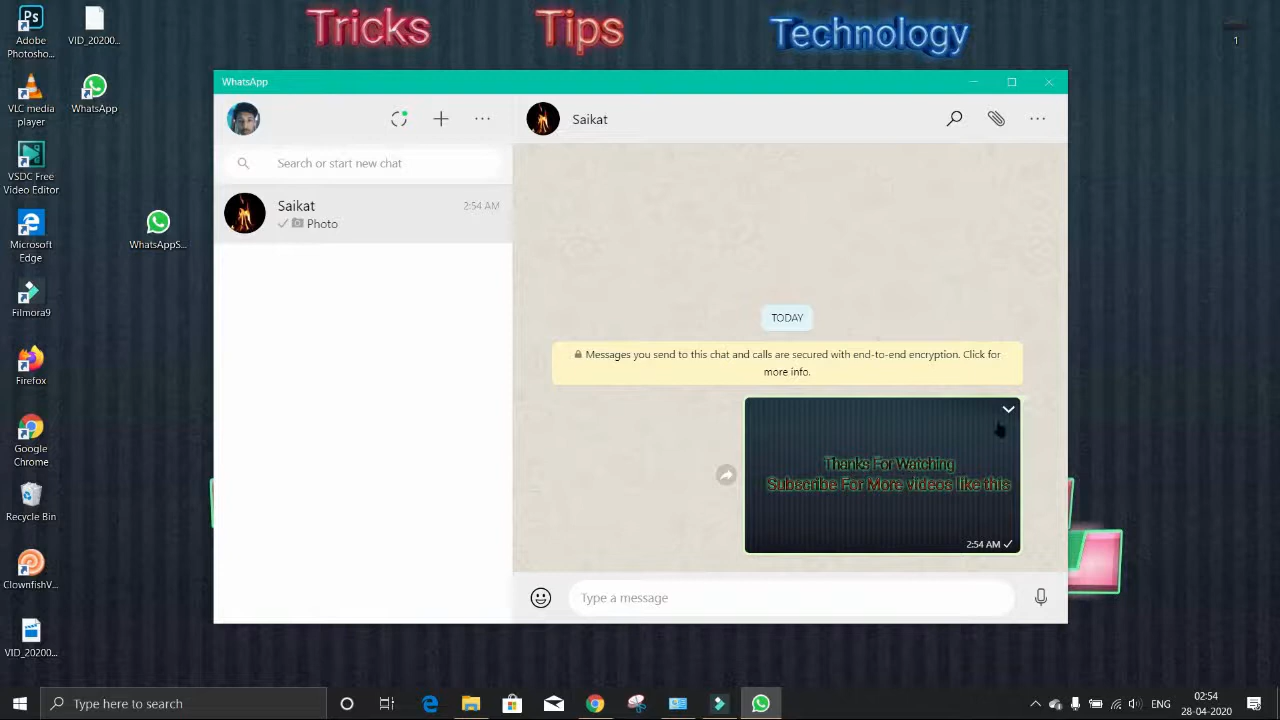 Tricks
Tips
Technology
1
Adobe
Photosho...
VID_20200...
VLC media
player
WhatsApp
VSDC Free
Video Editor
Microsoft
Edge
WhatsAppS...
Filmora9
Firefox
Google
Chrome
Recycle Bin
ClownfishV...
VID_20200...
WhatsApp
Search or start new chat
Saikat
2:54 AM
Photo
Saikat
TODAY
Messages you send to this chat and calls are secured with end-to-end encryption. Click for
more info.
Thanks For Watching
Subscribe For More videos like this
2:54 AM
Type a message
Type here to search
ENG
02:54
28-04-2020